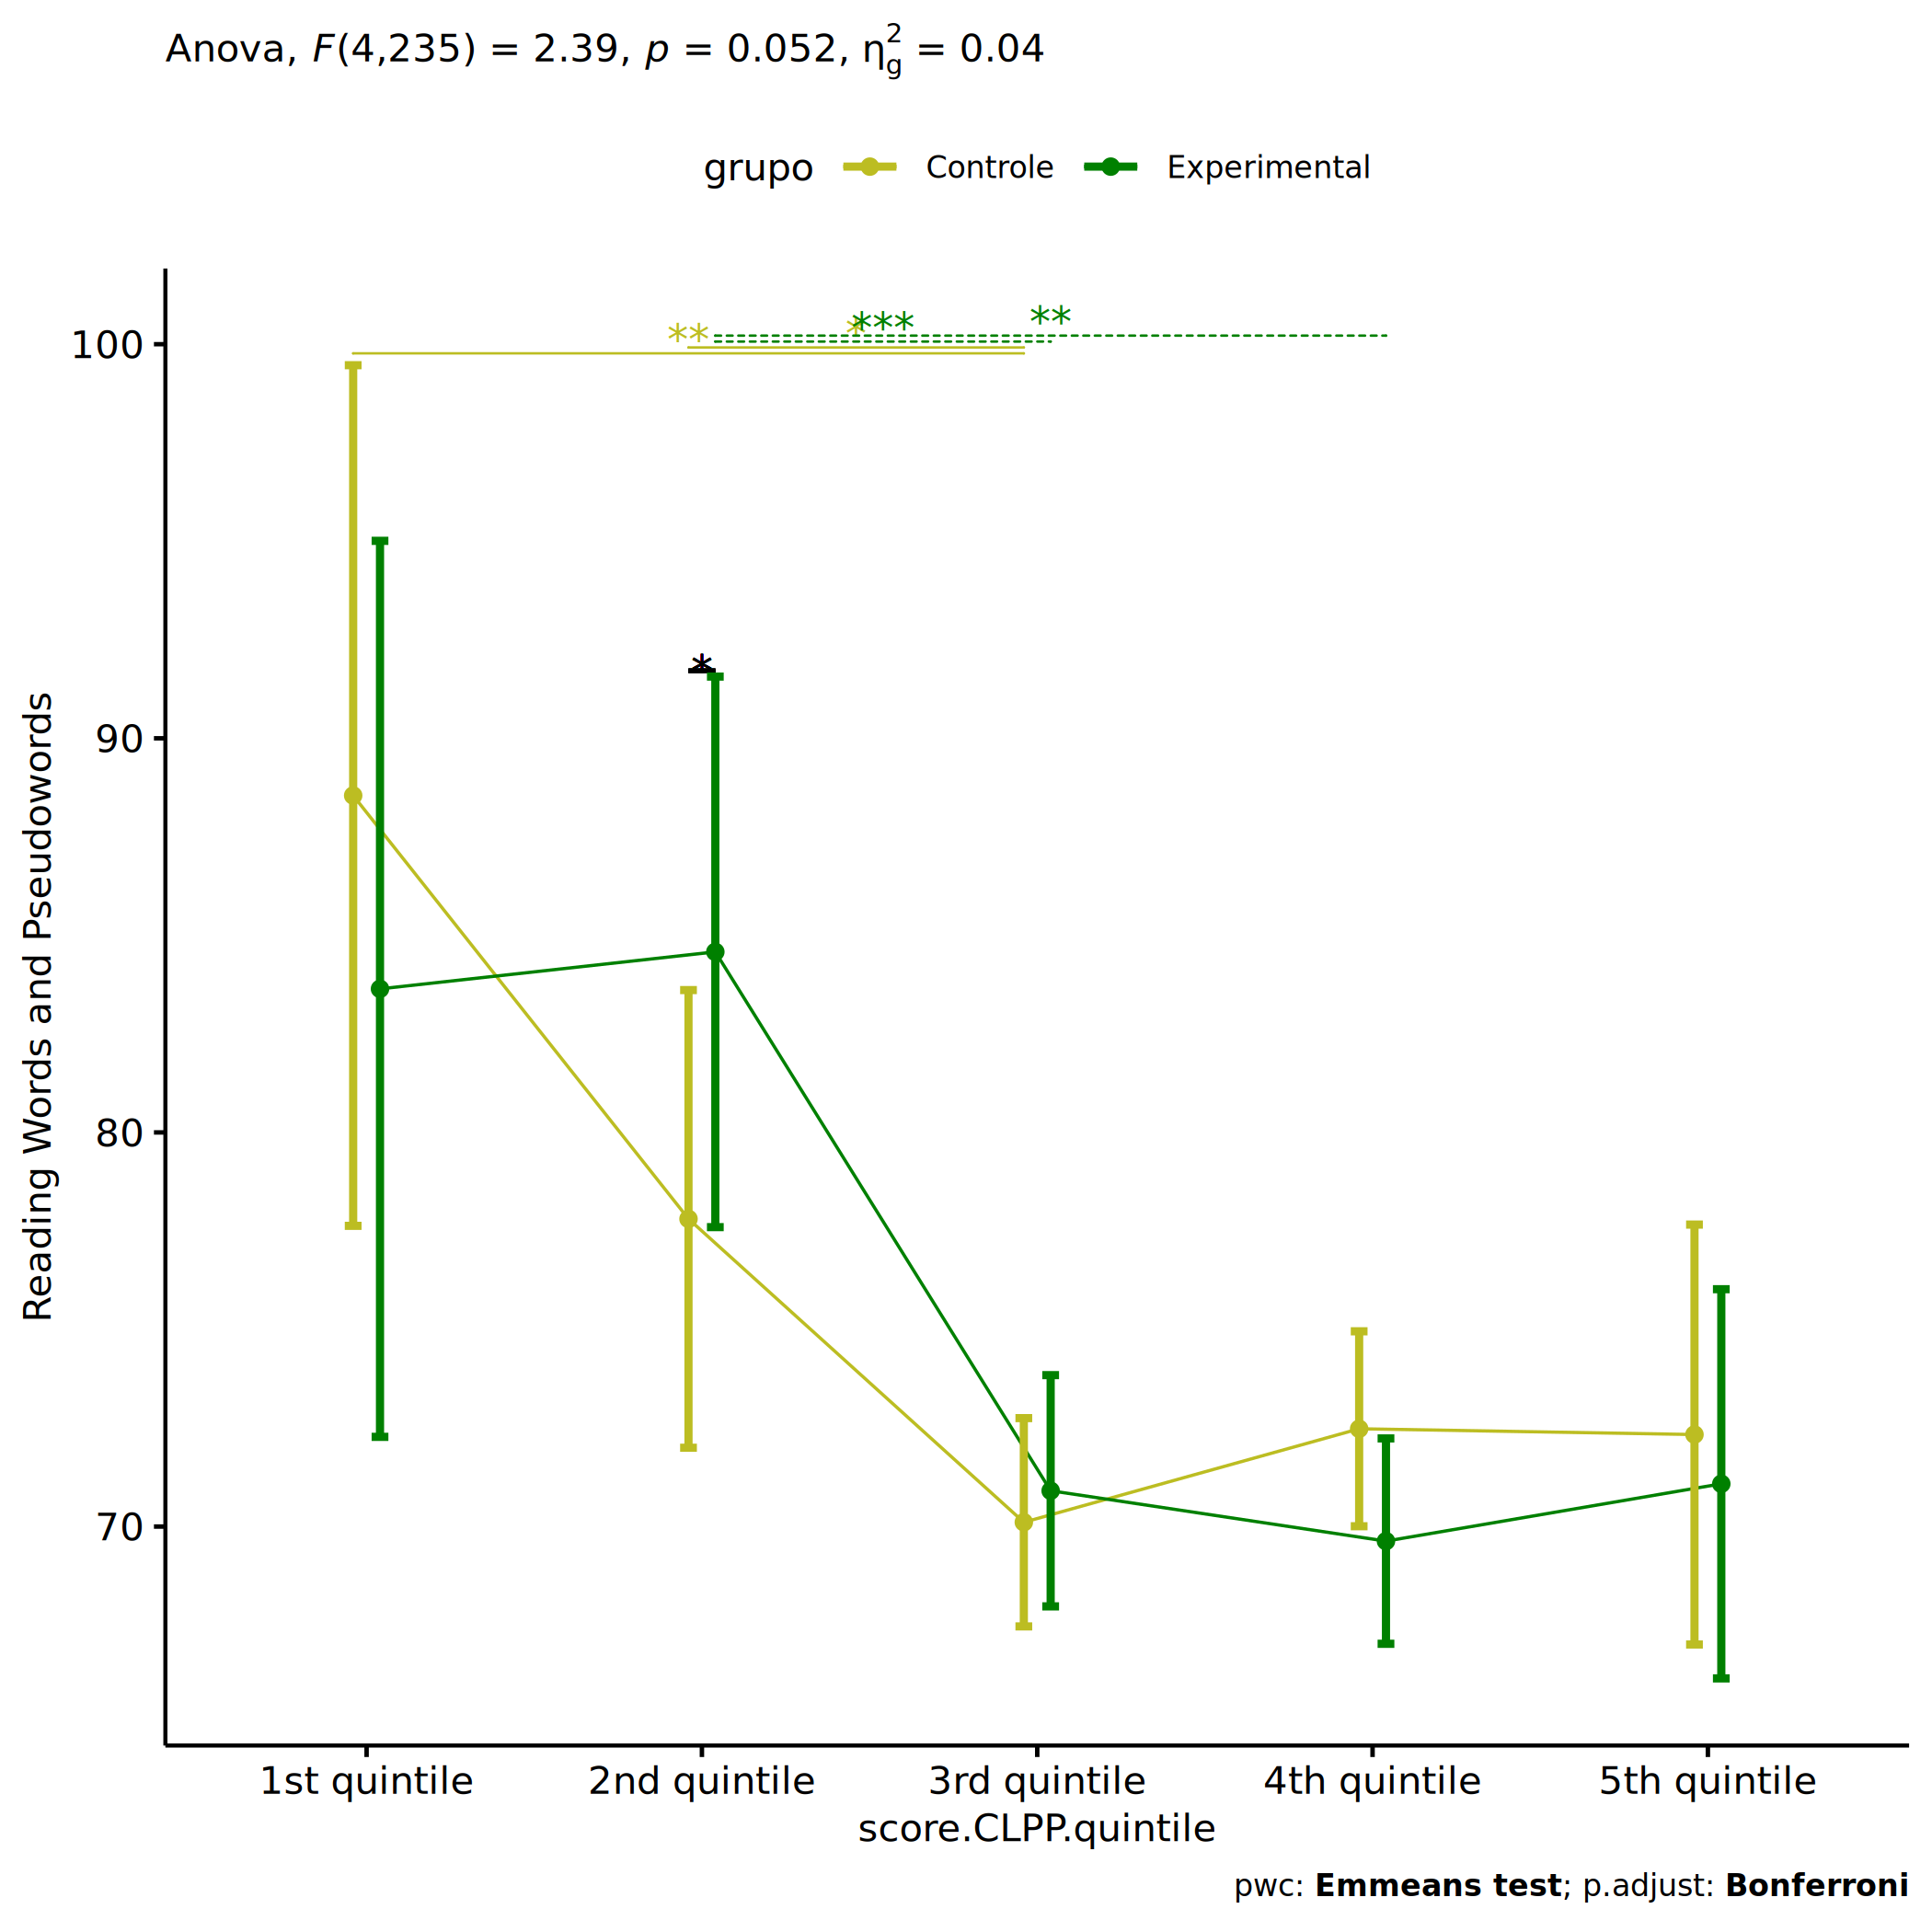 Anova, F(4,235) = 2.39, p = 0.052, η²g = 0.04
grupo Controle Experimental
** * *** **
*
100
90
80
70
Reading Words and Pseudowords
1st quintile 2nd quintile 3rd quintile 4th quintile 5th quintile
score.CLPP.quintile
pwc: Emmeans test; p.adjust: Bonferroni